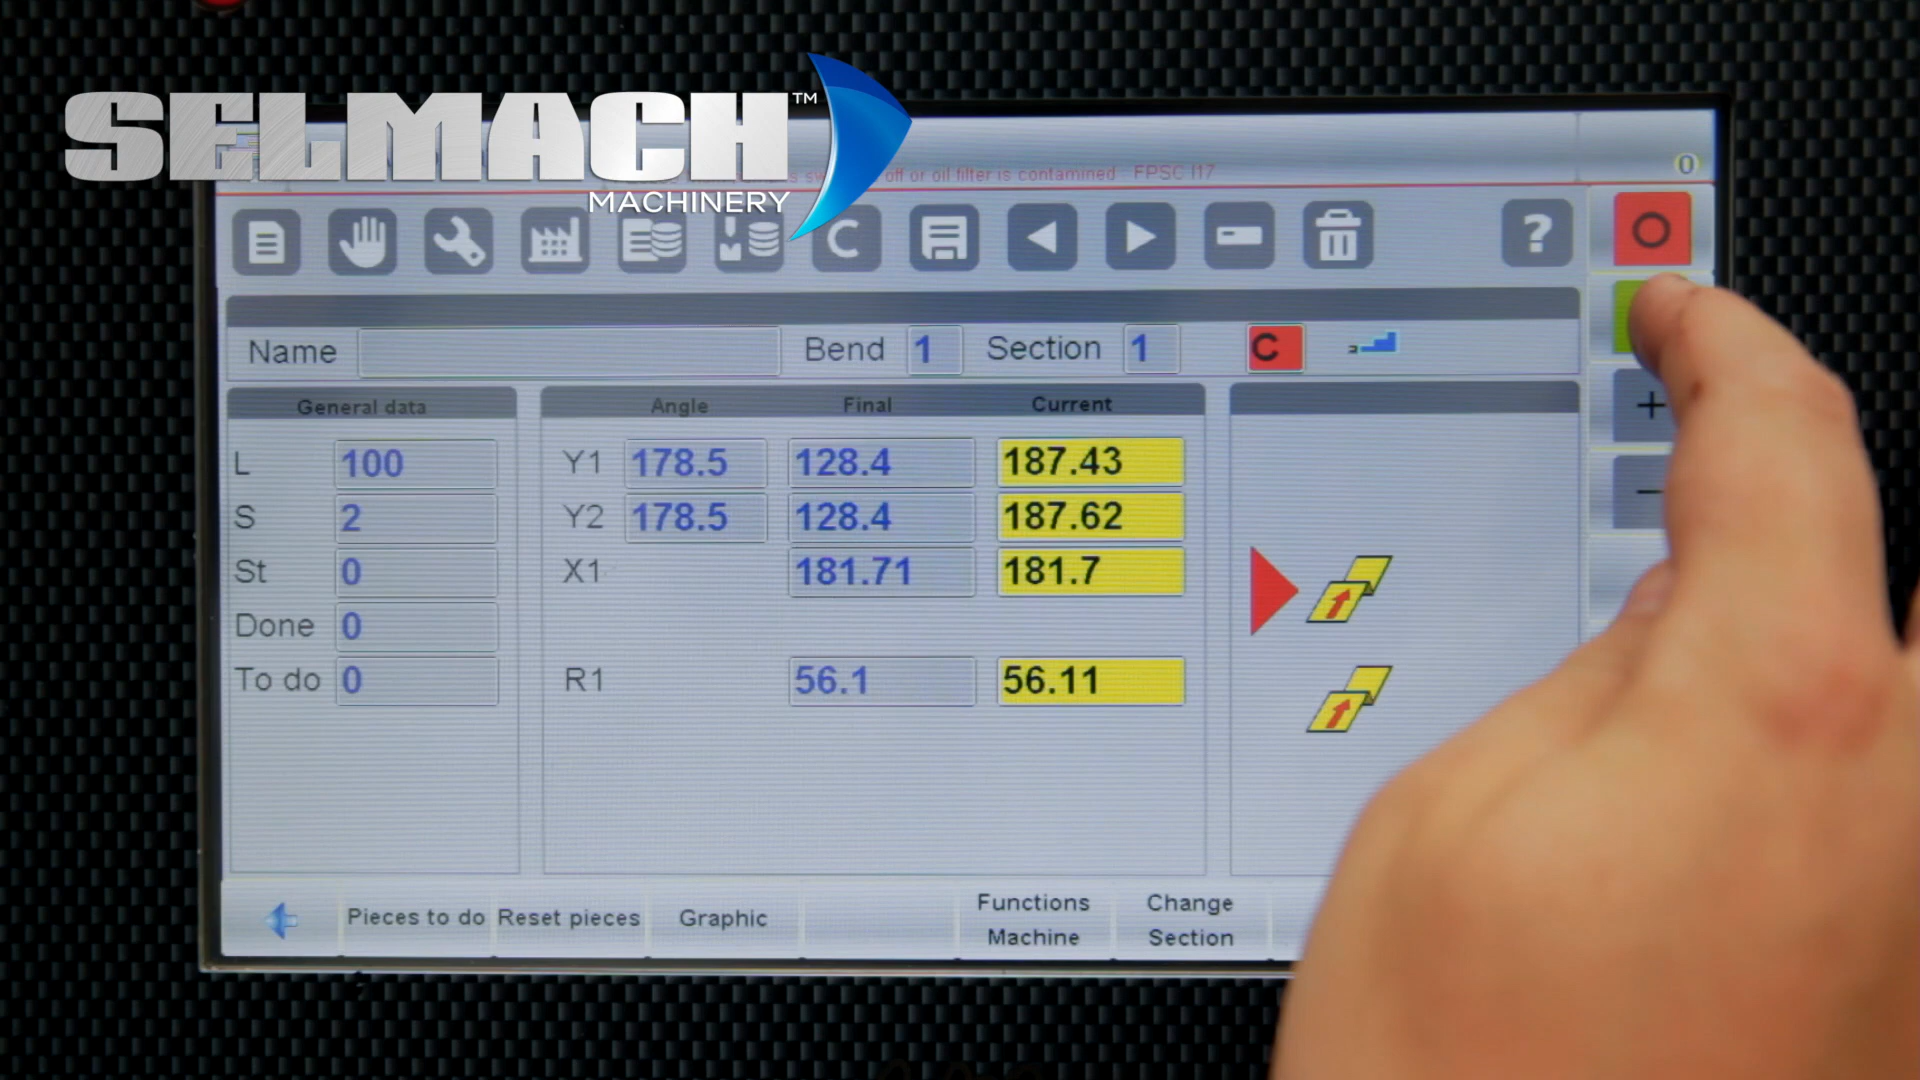 SELMACH™
MACHINERY
off or oil filter is contamined : FPSC I17
0
C
?
Name
Bend 1
Section 1
C
General data
Angle Final Current
L 100
Y1 178.5 128.4 187.43
S 2
Y2 178.5 128.4 187.62
St 0
X1 181.71 181.7
Done 0
To do 0
R1 56.1 56.11
+
−
Pieces to do
Reset pieces
Graphic
Functions
Machine
Change
Section